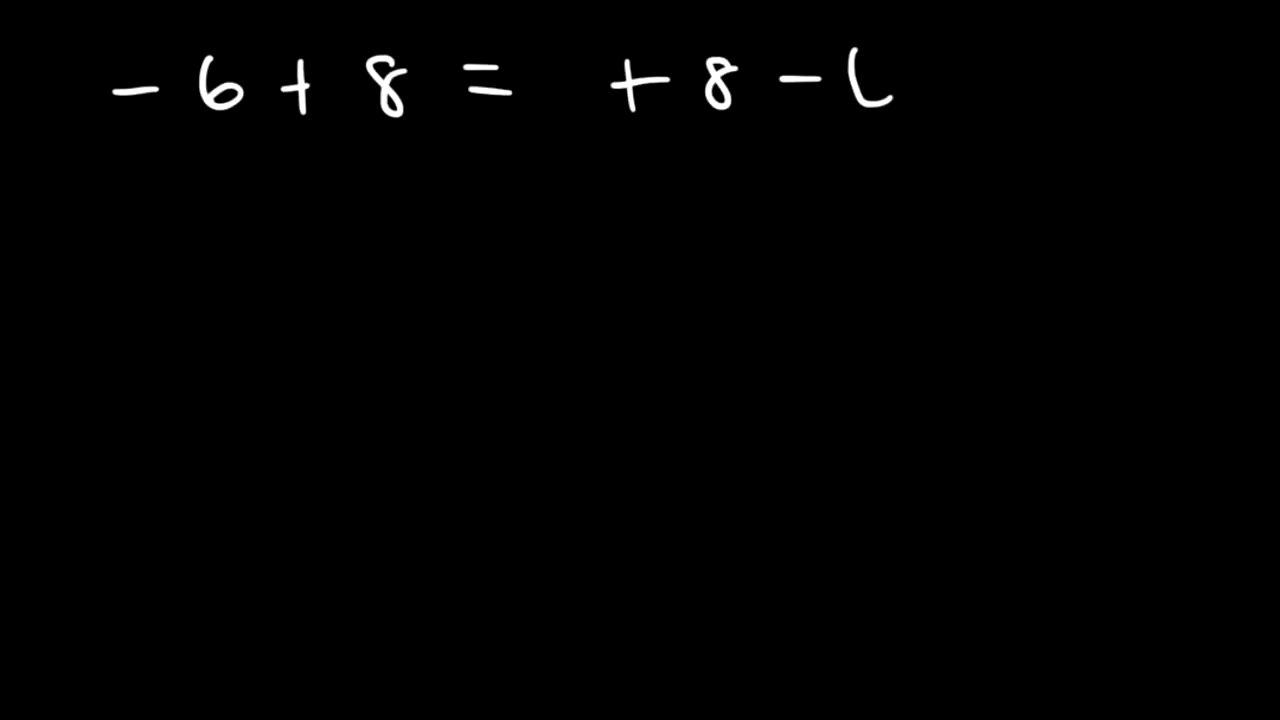 - 6 + 8 = + 8 -